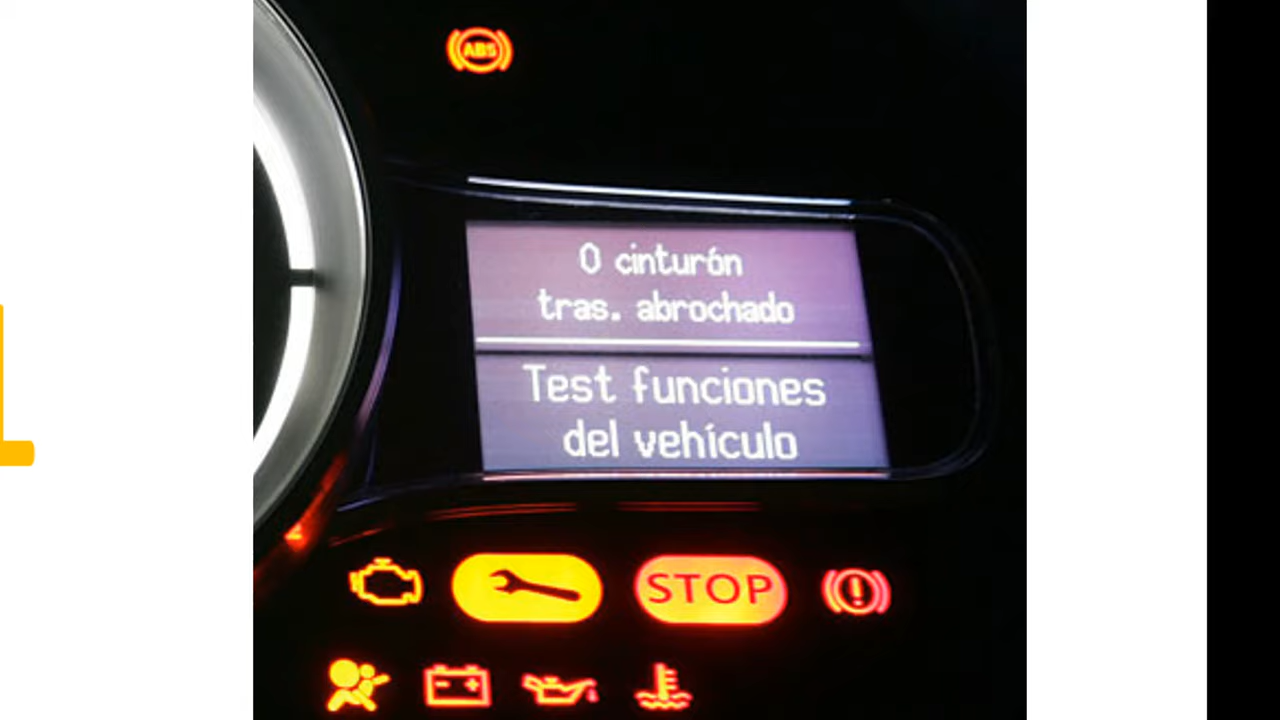 ABS
0 cinturón
tras. abrochado
Test funciones
del vehículo
STOP